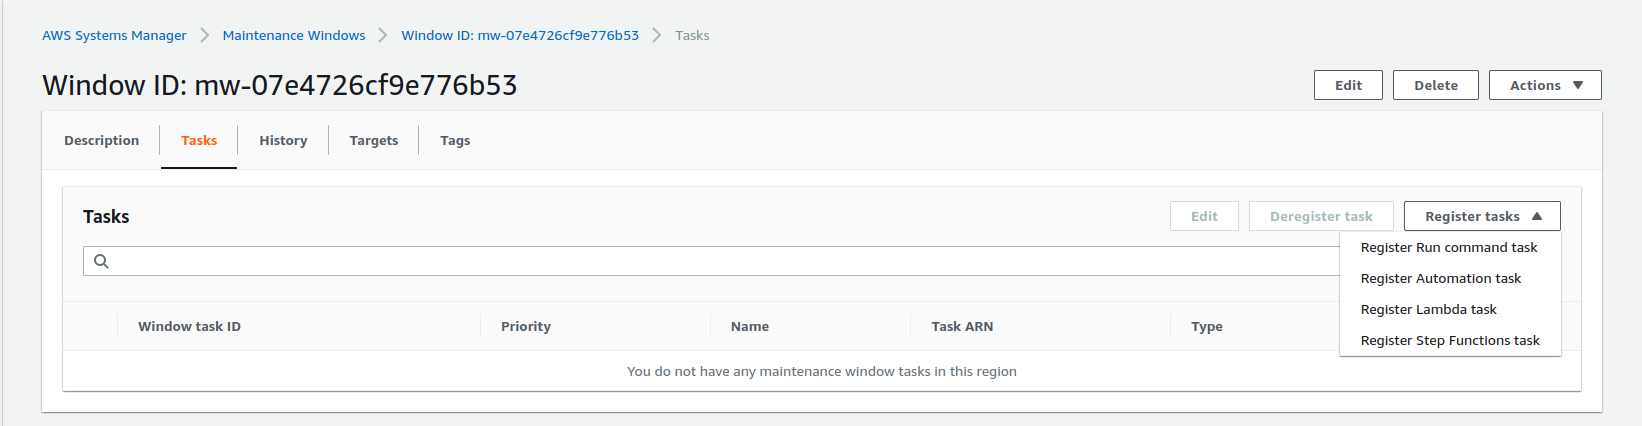 AWS Systems Manager > Maintenance Windows > Window ID: mw-07e4726cf9e776b53 > Tasks
Window ID: mw-07e4726cf9e776b53
Edit Delete Actions
Description Tasks History Targets Tags
Tasks
Edit Deregister task Register tasks
Register Run command task
Register Automation task
Register Lambda task
Register Step Functions task
Window task ID Priority Name Task ARN Type
You do not have any maintenance window tasks in this region